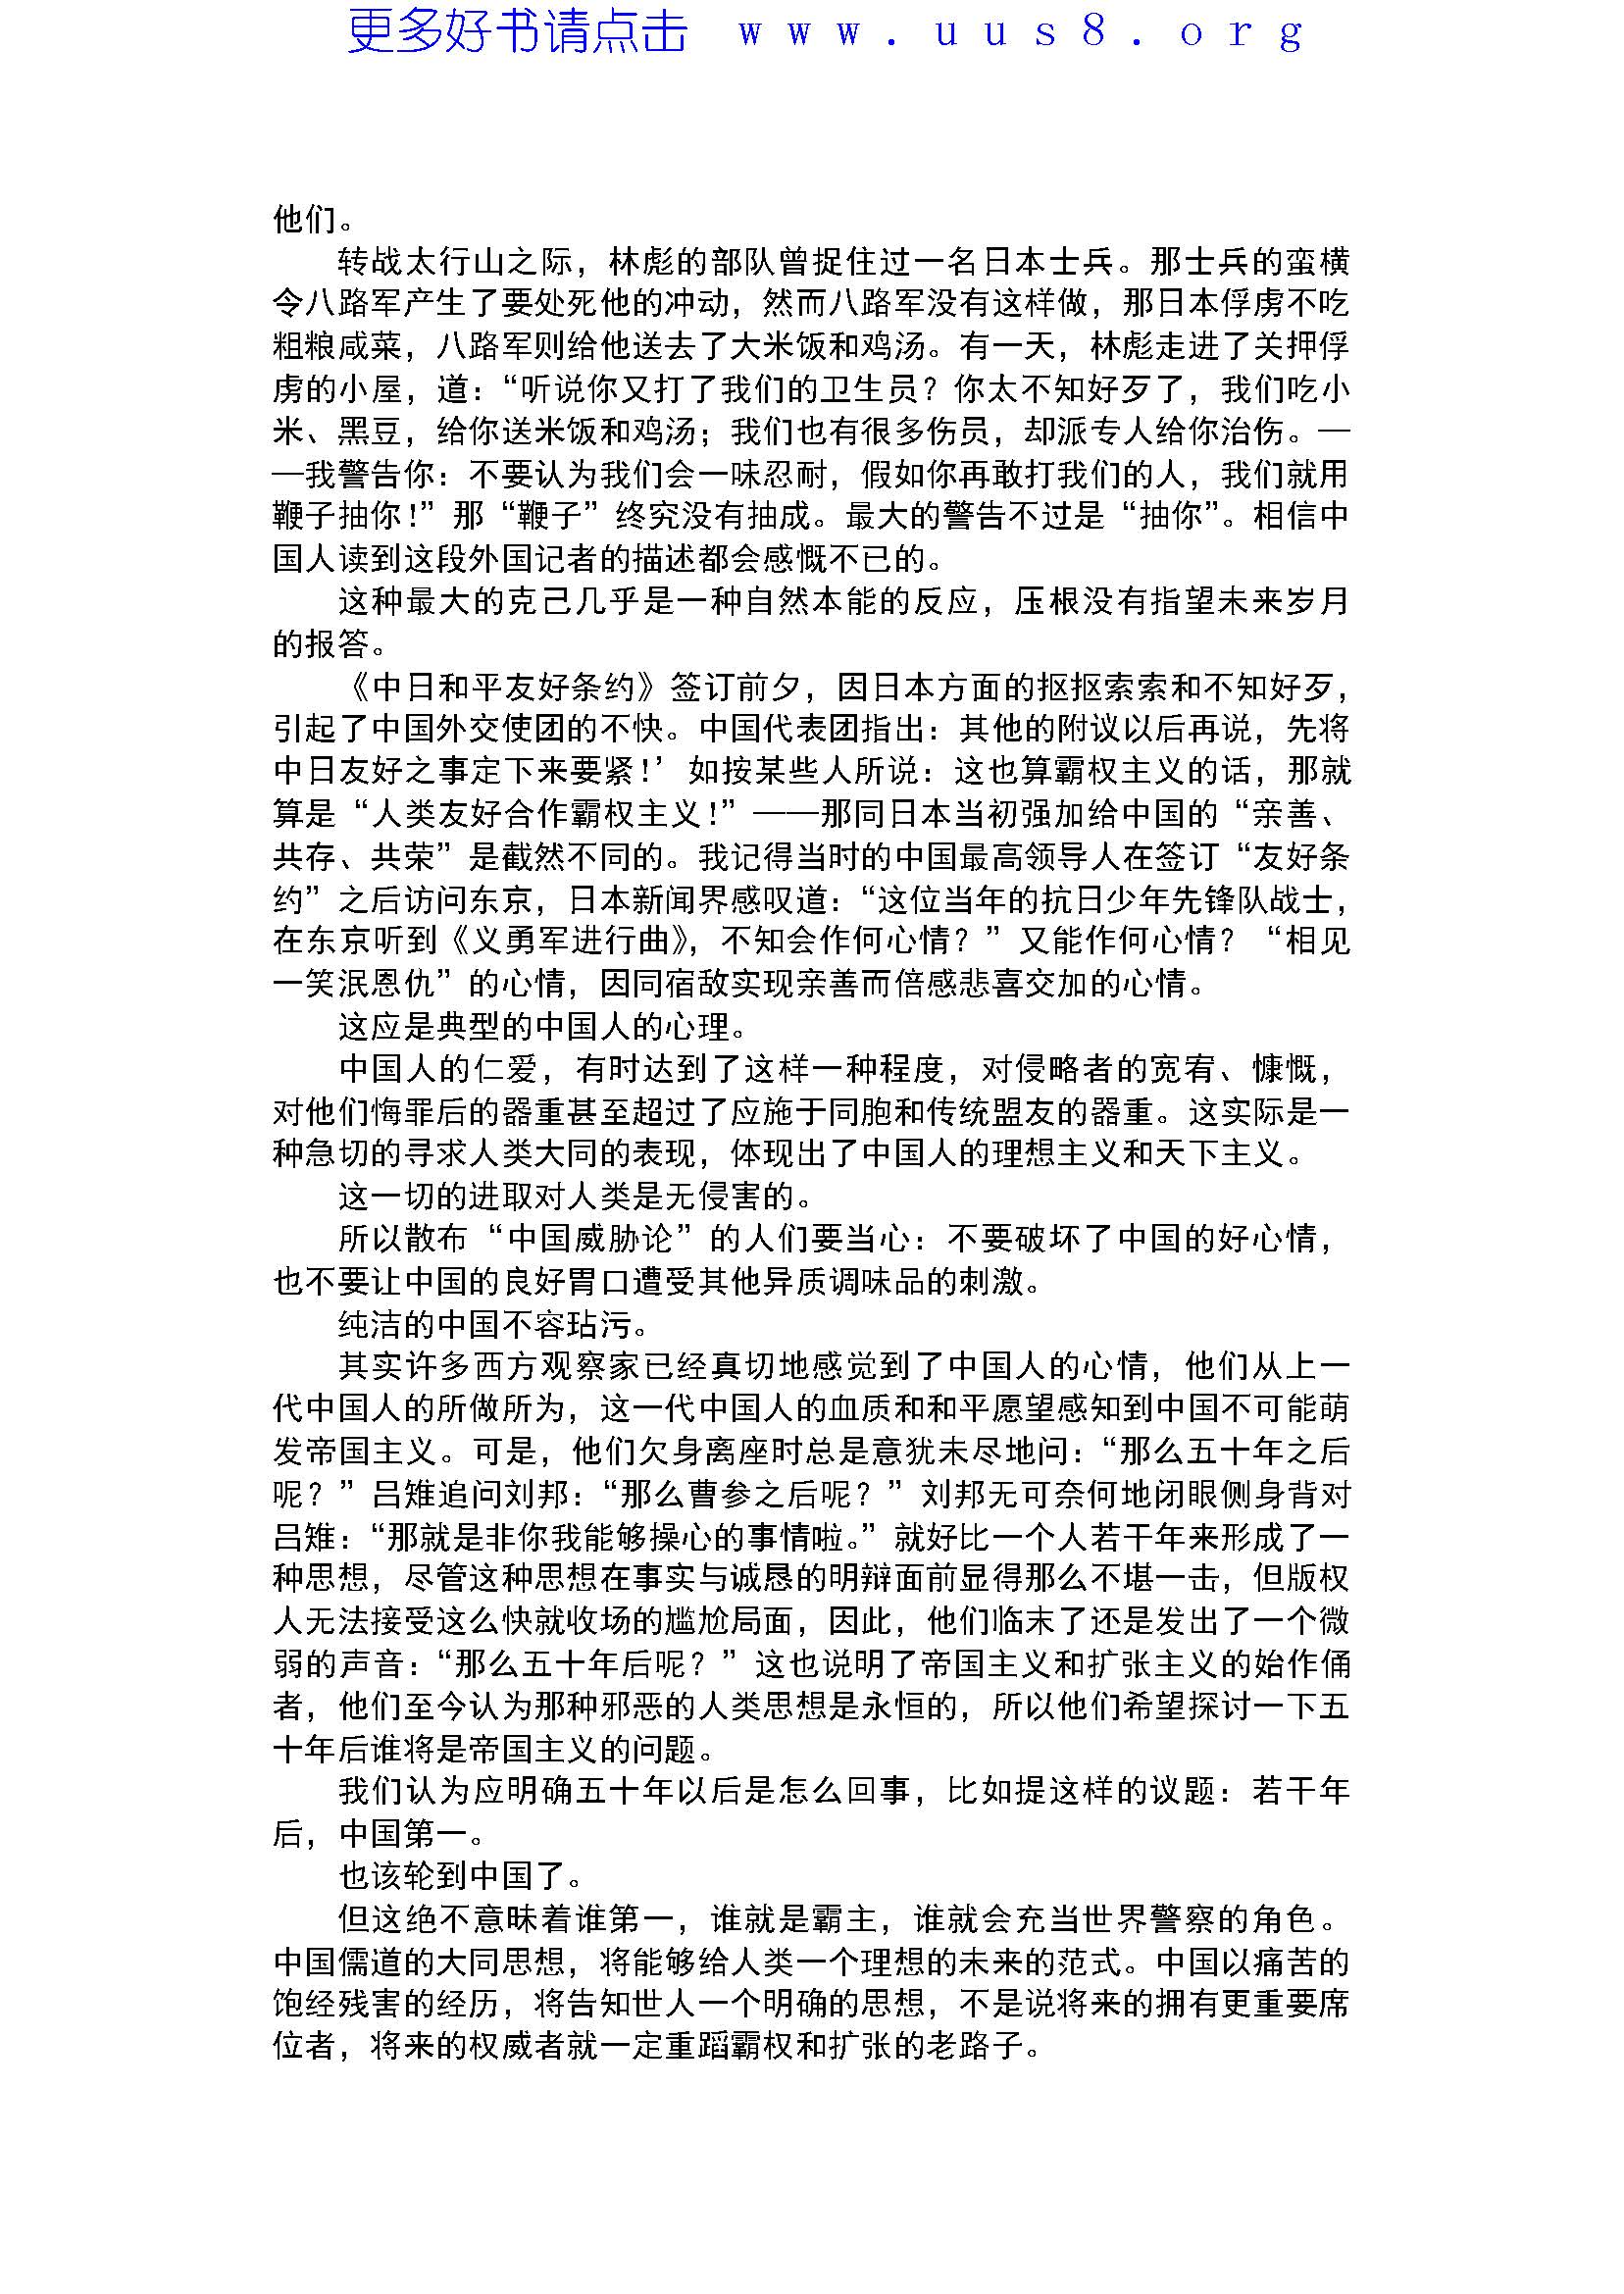 更多好书请点击 www.uus8.org
他们。
转战太行山之际，林彪的部队曾捉住过一名日本士兵。那士兵的蛮横
令八路军产生了要处死他的冲动，然而八路军没有这样做，那日本俘虏不吃
粗粮咸菜，八路军则给他送去了大米饭和鸡汤。有一天，林彪走进了关押俘
虏的小屋，道：“听说你又打了我们的卫生员？你太不知好歹了，我们吃小
米、黑豆，给你送米饭和鸡汤；我们也有很多伤员，却派专人给你治伤。—
—我警告你：不要认为我们会一味忍耐，假如你再敢打我们的人，我们就用
鞭子抽你！”那“鞭子”终究没有抽成。最大的警告不过是“抽你”。相信中
国人读到这段外国记者的描述都会感慨不已的。
这种最大的克己几乎是一种自然本能的反应，压根没有指望未来岁月
的报答。
《中日和平友好条约》签订前夕，因日本方面的抠抠索索和不知好歹，
引起了中国外交使团的不快。中国代表团指出：其他的附议以后再说，先将
中日友好之事定下来要紧！’如按某些人所说：这也算霸权主义的话，那就
算是“人类友好合作霸权主义！”——那同日本当初强加给中国的“亲善、
共存、共荣”是截然不同的。我记得当时的中国最高领导人在签订“友好条
约”之后访问东京，日本新闻界感叹道：“这位当年的抗日少年先锋队战士，
在东京听到《义勇军进行曲》，不知会作何心情？”又能作何心情？“相见
一笑泯恩仇”的心情，因同宿敌实现亲善而倍感悲喜交加的心情。
这应是典型的中国人的心理。
中国人的仁爱，有时达到了这样一种程度，对侵略者的宽宥、慷慨，
对他们悔罪后的器重甚至超过了应施于同胞和传统盟友的器重。这实际是一
种急切的寻求人类大同的表现，体现出了中国人的理想主义和天下主义。
这一切的进取对人类是无侵害的。
所以散布“中国威胁论”的人们要当心：不要破坏了中国的好心情，
也不要让中国的良好胃口遭受其他异质调味品的刺激。
纯洁的中国不容玷污。
其实许多西方观察家已经真切地感觉到了中国人的心情，他们从上一
代中国人的所做所为，这一代中国人的血质和和平愿望感知到中国不可能萌
发帝国主义。可是，他们欠身离座时总是意犹未尽地问：“那么五十年之后
呢？”吕雉追问刘邦：“那么曹参之后呢？”刘邦无可奈何地闭眼侧身背对
吕雉：“那就是非你我能够操心的事情啦。”就好比一个人若干年来形成了一
种思想，尽管这种思想在事实与诚恳的明辩面前显得那么不堪一击，但版权
人无法接受这么快就收场的尴尬局面，因此，他们临末了还是发出了一个微
弱的声音：“那么五十年后呢？”这也说明了帝国主义和扩张主义的始作俑
者，他们至今认为那种邪恶的人类思想是永恒的，所以他们希望探讨一下五
十年后谁将是帝国主义的问题。
我们认为应明确五十年以后是怎么回事，比如提这样的议题：若干年
后，中国第一。
也该轮到中国了。
但这绝不意味着谁第一，谁就是霸主，谁就会充当世界警察的角色。
中国儒道的大同思想，将能够给人类一个理想的未来的范式。中国以痛苦的
饱经残害的经历，将告知世人一个明确的思想，不是说将来的拥有更重要席
位者，将来的权威者就一定重蹈霸权和扩张的老路子。